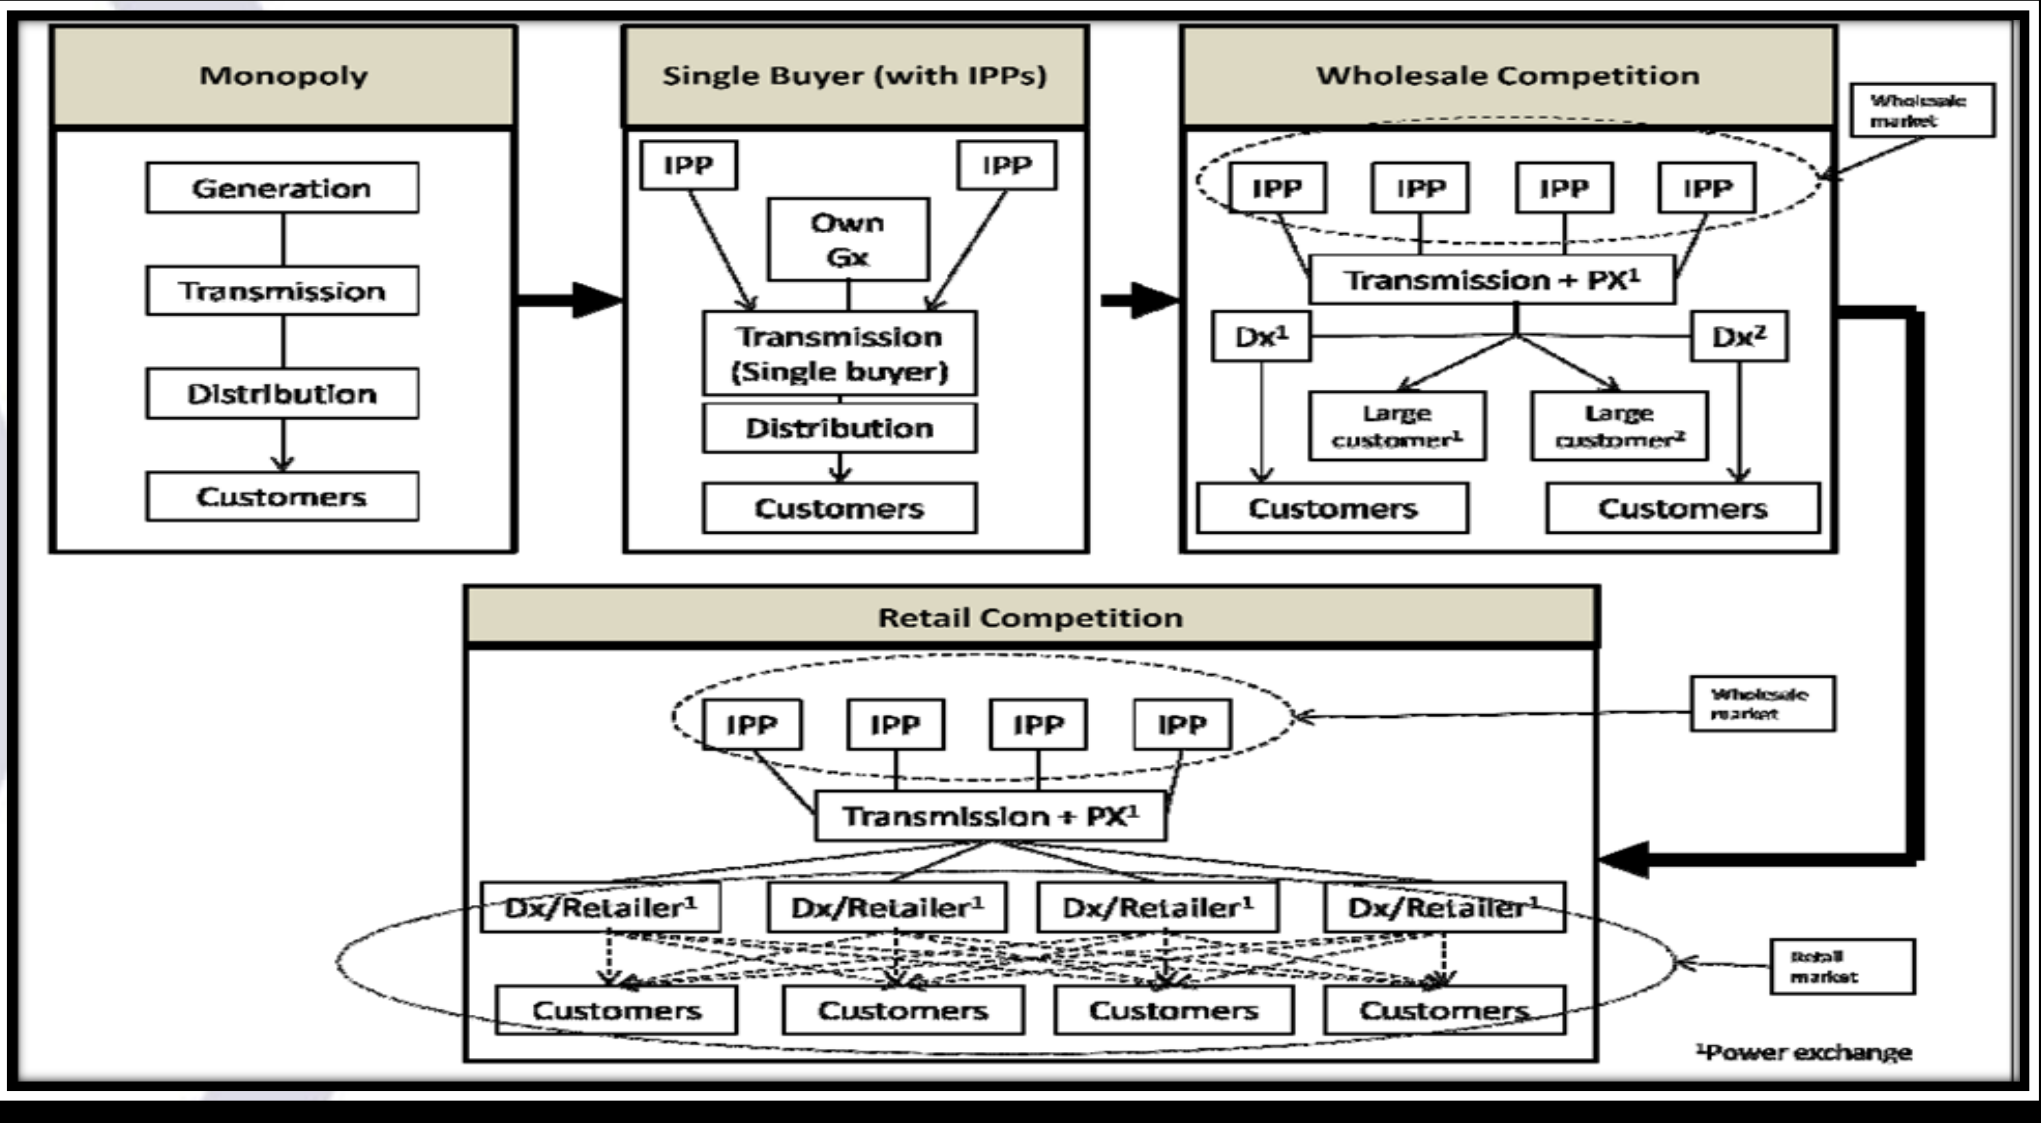 Monopoly
Generation
Transmission
Distribution
Customers
Single Buyer (with IPPs)
IPP
IPP
Own
Gx
Transmission
(Single buyer)
Distribution
Customers
Wholesale Competition
Wholesale
market
IPP
IPP
IPP
IPP
Transmission + PX¹
Dx¹
Dx²
Large
customer¹
Large
customer²
Customers
Customers
Retail Competition
IPP
IPP
IPP
IPP
Wholesale
market
Transmission + PX¹
Dx/Retailer¹
Dx/Retailer¹
Dx/Retailer¹
Dx/Retailer¹
Retail
market
Customers
Customers
Customers
Customers
¹Power exchange